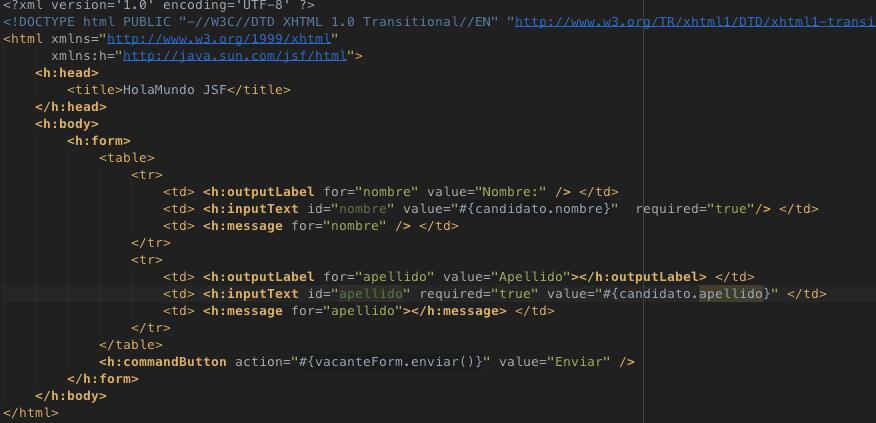 <?xml version='1.0' encoding='UTF-8' ?>
<!DOCTYPE html PUBLIC "-//W3C//DTD XHTML 1.0 Transitional//EN" "http://www.w3.org/TR/xhtml1/DTD/xhtml1-transi
<html xmlns="http://www.w3.org/1999/xhtml"
      xmlns:h="http://java.sun.com/jsf/html">
    <h:head>
        <title>HolaMundo JSF</title>
    </h:head>
    <h:body>
        <h:form>
            <table>
                <tr>
                    <td> <h:outputLabel for="nombre" value="Nombre:" /> </td>
                    <td> <h:inputText id="nombre" value="#{candidato.nombre}"  required="true"/> </td>
                    <td> <h:message for="nombre" /> </td>
                </tr>
                <tr>
                    <td> <h:outputLabel for="apellido" value="Apellido"></h:outputLabel> </td>
                    <td> <h:inputText id="apellido" required="true" value="#{candidato.apellido}" </td>
                    <td> <h:message for="apellido"></h:message> </td>
                </tr>
            </table>
            <h:commandButton action="#{vacanteForm.enviar()}" value="Enviar" />
        </h:form>
    </h:body>
</html>